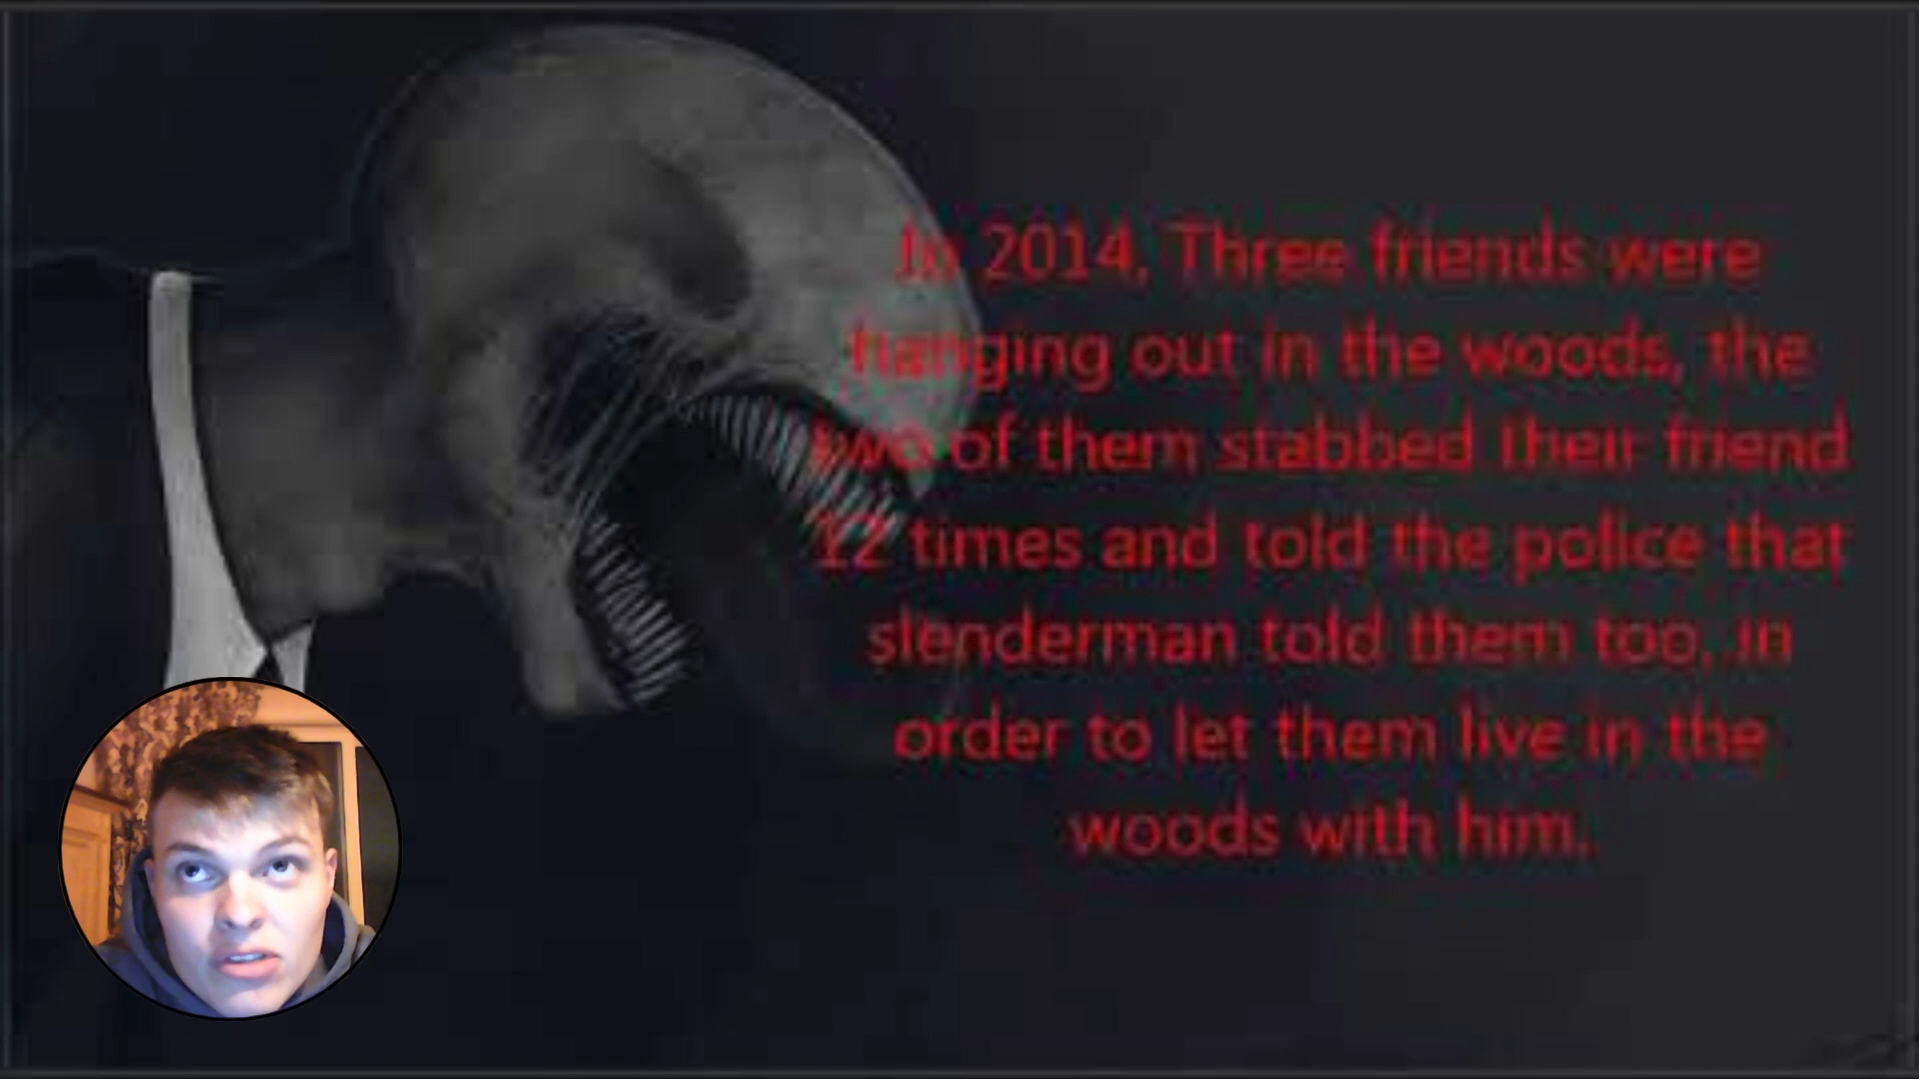 In 2014, Three friends were
hanging out in the woods, the
two of them stabbed their friend
12 times and told the police that
slenderman told them too, in
order to let them live in the
woods with him.